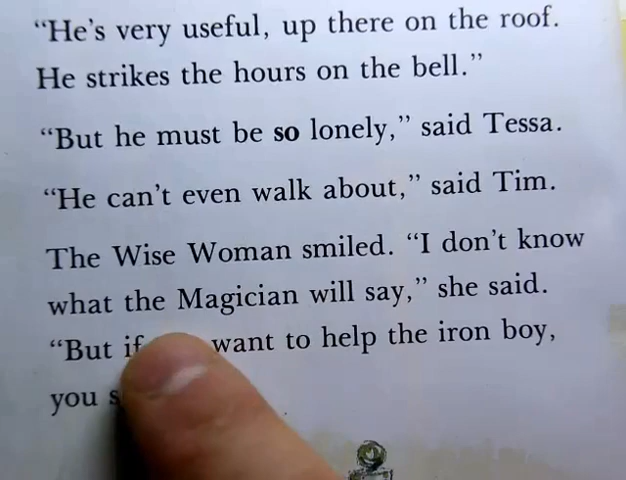 “He’s very useful, up there on the roof.
He strikes the hours on the bell.”
“But he must be so lonely,” said Tessa.
“He can’t even walk about,” said Tim.
The Wise Woman smiled. “I don’t know
what the Magician will say,” she said.
“But if want to help the iron boy,
you